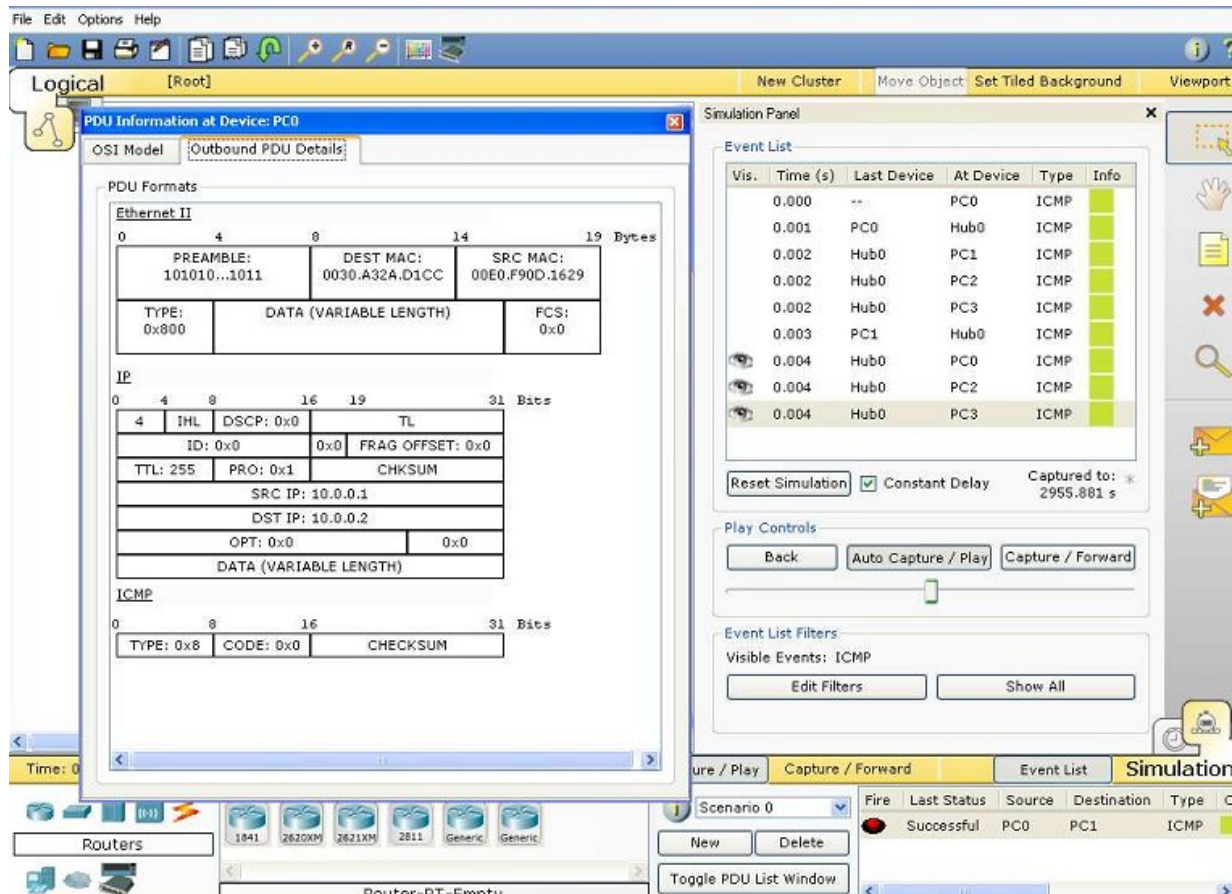 File Edit Options Help
Logical [Root] New Cluster Move Object Set Tiled Background Viewport
PDU Information at Device: PC0
OSI Model Outbound PDU Details
PDU Formats
Ethernet II
0 4 8 14 19 Bytes
PREAMBLE: DEST MAC: SRC MAC:
101010...1011 0030.A32A.D1CC 00E0.F90D.1629
TYPE: DATA (VARIABLE LENGTH) FCS:
0x800 0x0
IP
0 4 8 16 19 31 Bits
4 IHL DSCP: 0x0 TL
ID: 0x0 0x0 FRAG OFFSET: 0x0
TTL: 255 PRO: 0x1 CHKSUM
SRC IP: 10.0.0.1
DST IP: 10.0.0.2
OPT: 0x0 0x0
DATA (VARIABLE LENGTH)
ICMP
0 8 16 31 Bits
TYPE: 0x8 CODE: 0x0 CHECKSUM
Simulation Panel
Event List
Vis. Time (s) Last Device At Device Type Info
0.000 -- PC0 ICMP
0.001 PC0 Hub0 ICMP
0.002 Hub0 PC1 ICMP
0.002 Hub0 PC2 ICMP
0.002 Hub0 PC3 ICMP
0.003 PC1 Hub0 ICMP
0.004 Hub0 PC0 ICMP
0.004 Hub0 PC2 ICMP
0.004 Hub0 PC3 ICMP
Reset Simulation Constant Delay Captured to: *
2955.881 s
Play Controls
Back Auto Capture / Play Capture / Forward
Event List Filters
Visible Events: ICMP
Edit Filters Show All
Time: 0 ure / Play Capture / Forward Event List Simulation
Routers
1841 2620XM 2621XM 2811 Generic Generic
Router-PT-Empty
Scenario 0
New Delete
Toggle PDU List Window
Fire Last Status Source Destination Type C
Successful PC0 PC1 ICMP